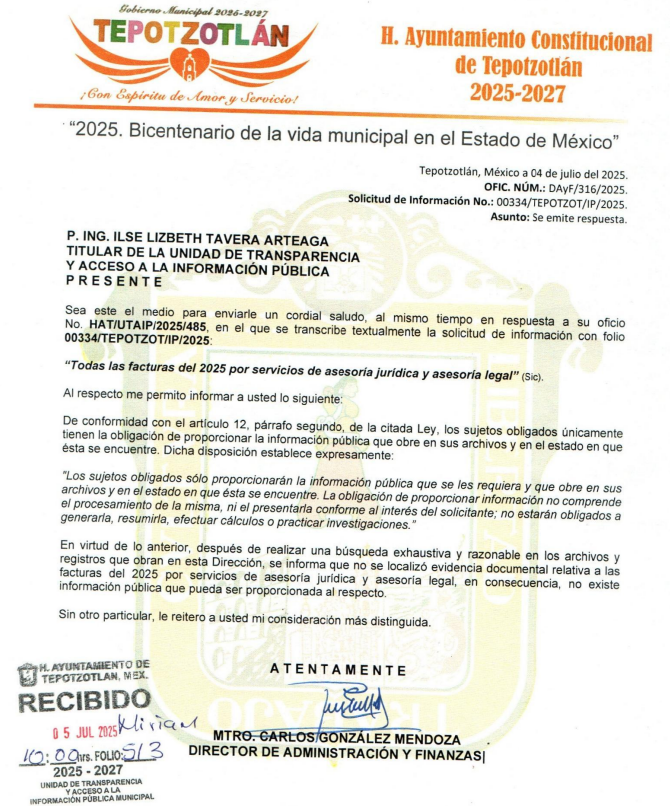 Gobierno Municipal 2025-2027
TEPOTZOTLÁN
¡Con Espíritu de Amor y Servicio!
H. Ayuntamiento Constitucional
de Tepotzotlán
2025-2027
"2025. Bicentenario de la vida municipal en el Estado de México"
Tepotzotlán, México a 04 de julio del 2025.
OFIC. NÚM.: DAyF/316/2025.
Solicitud de Información No.: 00334/TEPOTZOT/IP/2025.
Asunto: Se emite respuesta.
P. ING. ILSE LIZBETH TAVERA ARTEAGA
TITULAR DE LA UNIDAD DE TRANSPARENCIA
Y ACCESO A LA INFORMACIÓN PÚBLICA
P R E S E N T E
Sea este el medio para enviarle un cordial saludo, al mismo tiempo en respuesta a su oficio
No. HAT/UTAIP/2025/485, en el que se transcribe textualmente la solicitud de información con folio
00334/TEPOTZOT/IP/2025:
"Todas las facturas del 2025 por servicios de asesoría jurídica y asesoría legal" (Sic).
Al respecto me permito informar a usted lo siguiente:
De conformidad con el artículo 12, párrafo segundo, de la citada Ley, los sujetos obligados únicamente
tienen la obligación de proporcionar la información pública que obre en sus archivos y en el estado en que
ésta se encuentre. Dicha disposición establece expresamente:
"Los sujetos obligados sólo proporcionarán la información pública que se les requiera y que obre en sus
archivos y en el estado en que ésta se encuentre. La obligación de proporcionar información no comprende
el procesamiento de la misma, ni el presentarla conforme al interés del solicitante; no estarán obligados a
generarla, resumirla, efectuar cálculos o practicar investigaciones."
En virtud de lo anterior, después de realizar una búsqueda exhaustiva y razonable en los archivos y
registros que obran en esta Dirección, se informa que no se localizó evidencia documental relativa a las
facturas del 2025 por servicios de asesoría jurídica y asesoría legal, en consecuencia, no existe
información pública que pueda ser proporcionada al respecto.
Sin otro particular, le reitero a usted mi consideración más distinguida.
A T E N T A M E N T E
MTRO. CARLOS GONZÁLEZ MENDOZA
DIRECTOR DE ADMINISTRACIÓN Y FINANZAS
H. AYUNTAMIENTO DE
TEPOTZOTLAN, MEX.
RECIBIDO
05 JUL 2025 Mirian
10:00 hrs. FOLIO: 513
2025 - 2027
UNIDAD DE TRANSPARENCIA
Y ACCESO A LA
INFORMACIÓN PÚBLICA MUNICIPAL